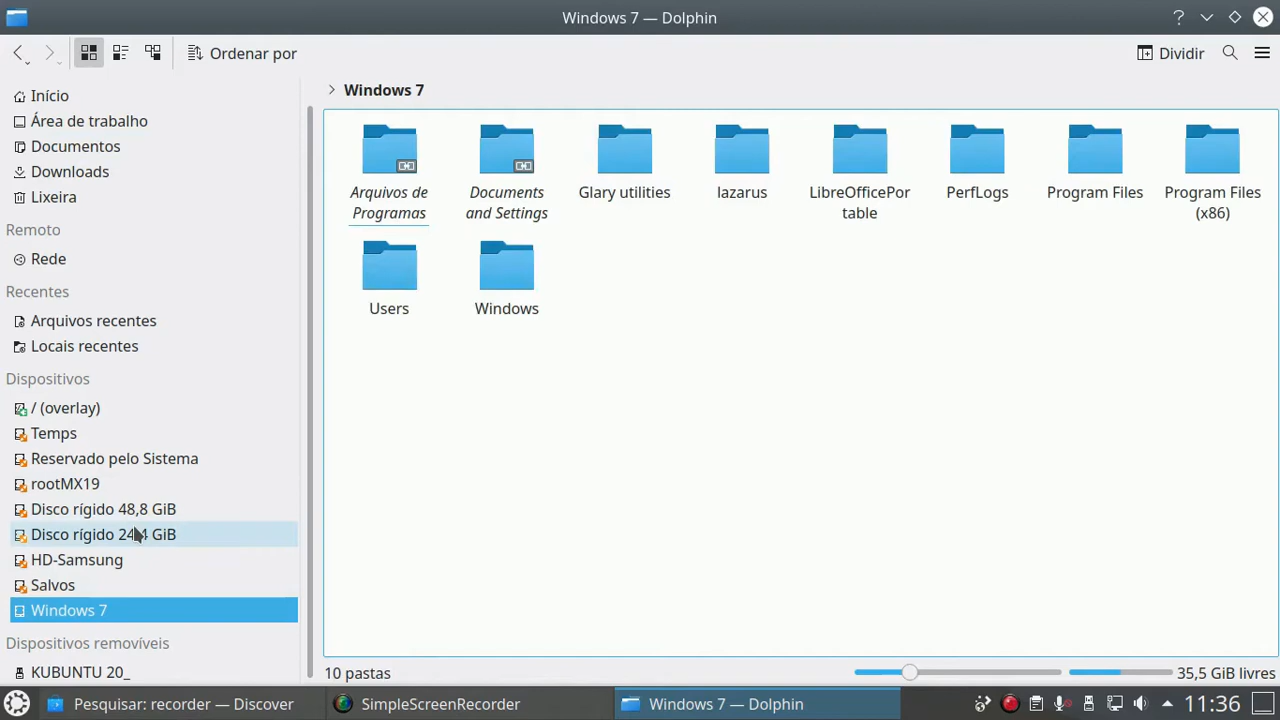 Windows 7 — Dolphin
Ordenar por
Dividir
Início
Área de trabalho
Documentos
Downloads
Lixeira
Remoto
Rede
Recentes
Arquivos recentes
Locais recentes
Dispositivos
/ (overlay)
Temps
Reservado pelo Sistema
rootMX19
Disco rígido 48,8 GiB
Disco rígido 24,4 GiB
HD-Samsung
Salvos
Windows 7
Dispositivos removíveis
KUBUNTU 20_
> Windows 7
Arquivos de
Programas
Documents
and Settings
Glary utilities
lazarus
LibreOfficePor
table
PerfLogs
Program Files
Program Files
(x86)
Users
Windows
10 pastas
35,5 GiB livres
Pesquisar: recorder — Discover
SimpleScreenRecorder
Windows 7 — Dolphin
11:36